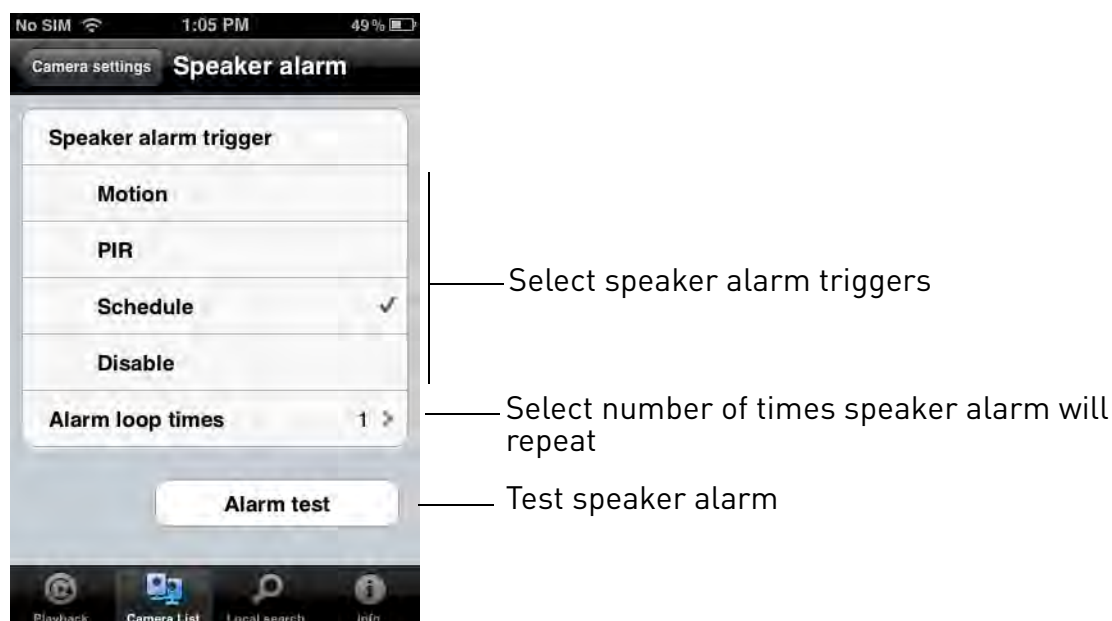 No SIM 1:05 PM 49%
Camera settings Speaker alarm
Speaker alarm trigger
Motion
PIR
Schedule
Disable
Alarm loop times 1 >
Alarm test
Playback Camera List Local search Info
Select speaker alarm triggers
Select number of times speaker alarm will
repeat
Test speaker alarm